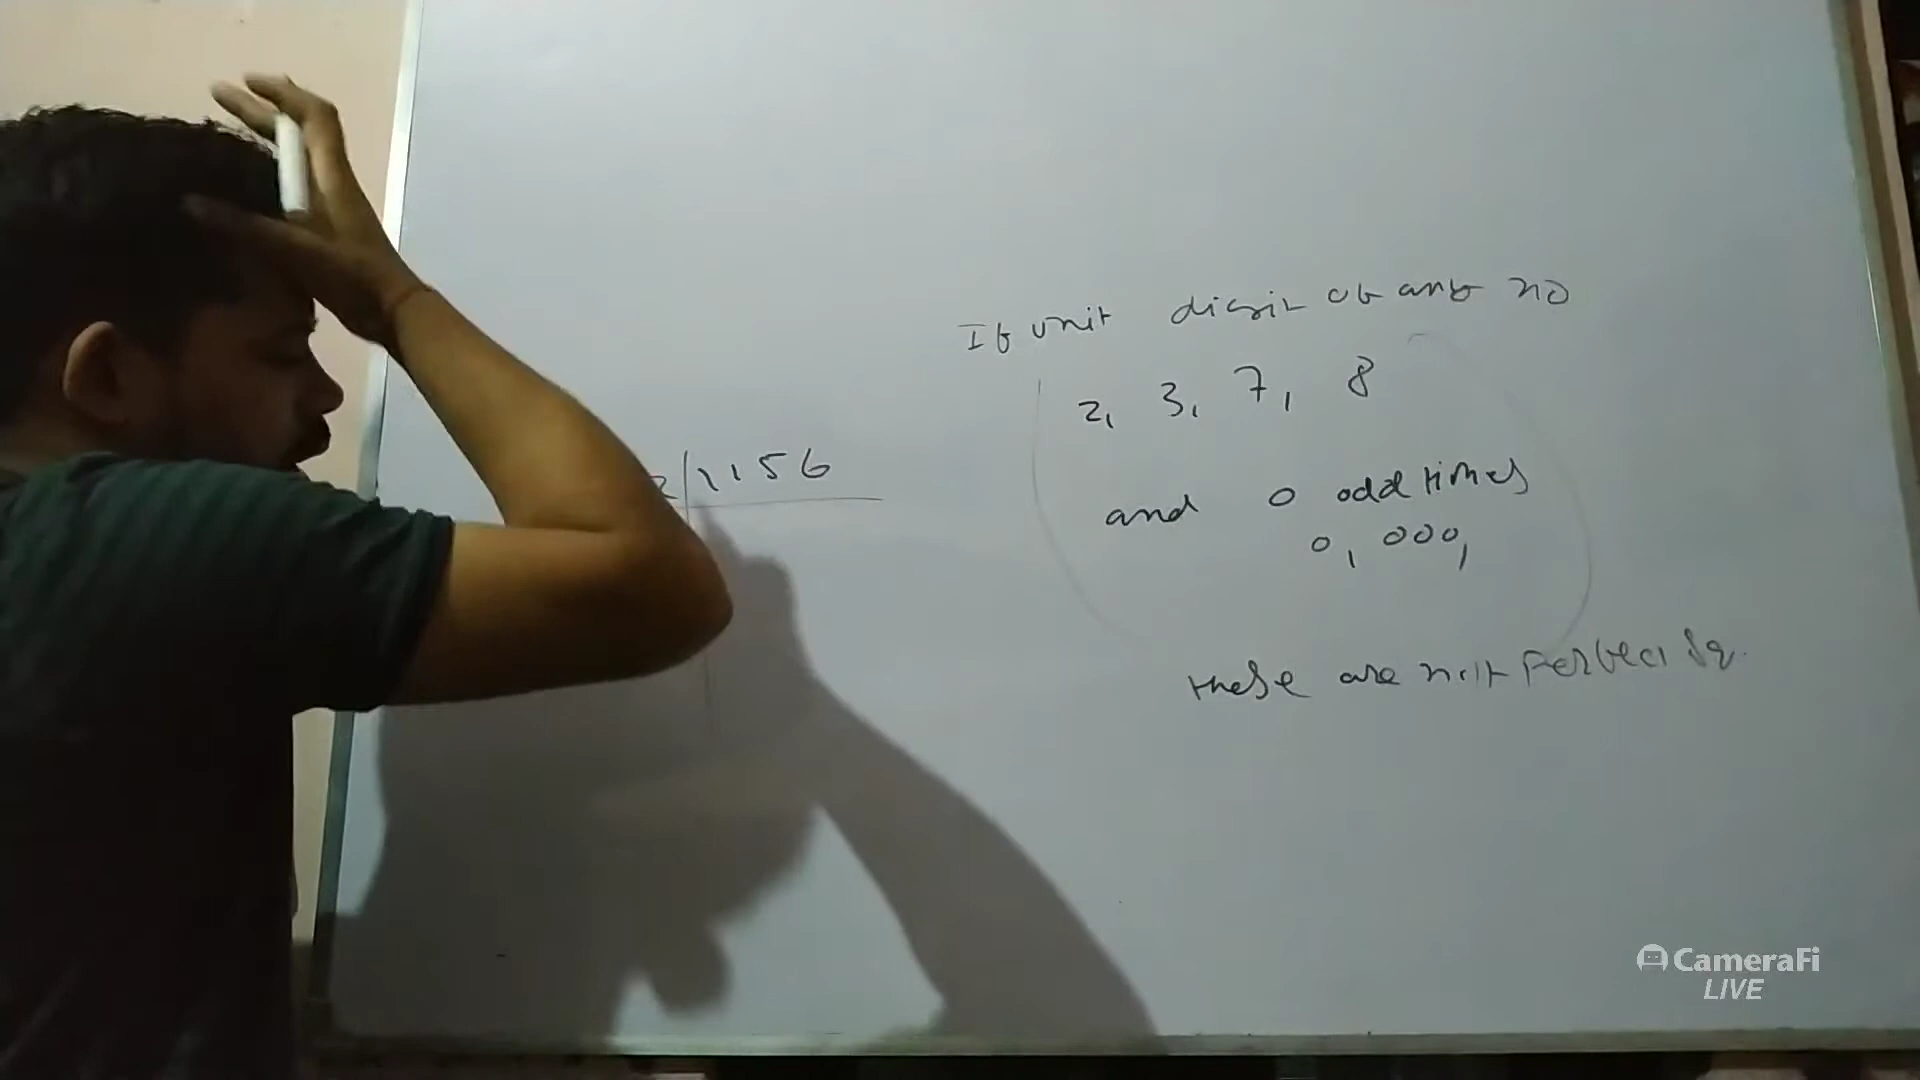 If unit digit of any no
2, 3, 7, 8
and 0 odd times
0, 000,
these are not perfect sq.
2 1156
CameraFi
LIVE